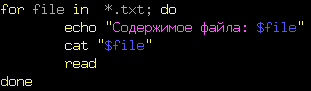 for file in  *.txt; do
        echo "Содержимое файла: $file"
        cat "$file"
        read
done